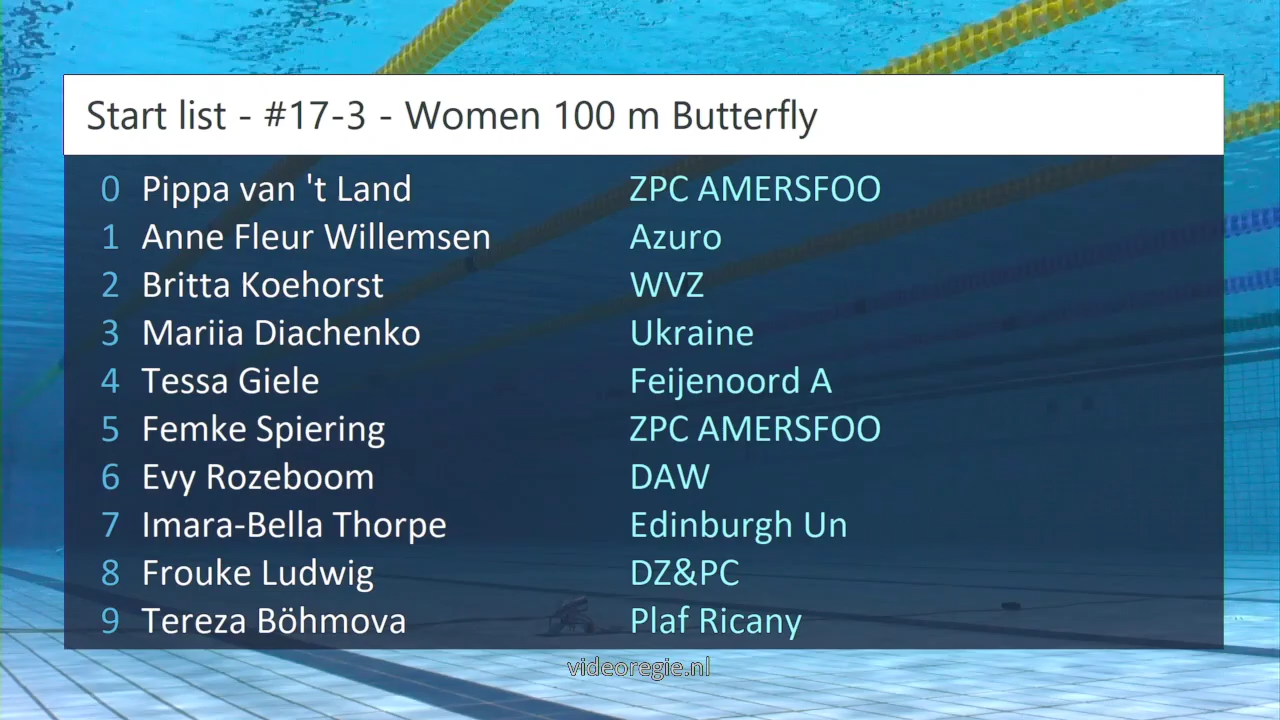 Start list - #17-3 - Women 100 m Butterfly
0 Pippa van 't Land ZPC AMERSFOO
1 Anne Fleur Willemsen Azuro
2 Britta Koehorst WVZ
3 Mariia Diachenko Ukraine
4 Tessa Giele Feijenoord A
5 Femke Spiering ZPC AMERSFOO
6 Evy Rozeboom DAW
7 Imara-Bella Thorpe Edinburgh Un
8 Frouke Ludwig DZ&PC
9 Tereza Böhmova Plaf Ricany
videoregie.nl